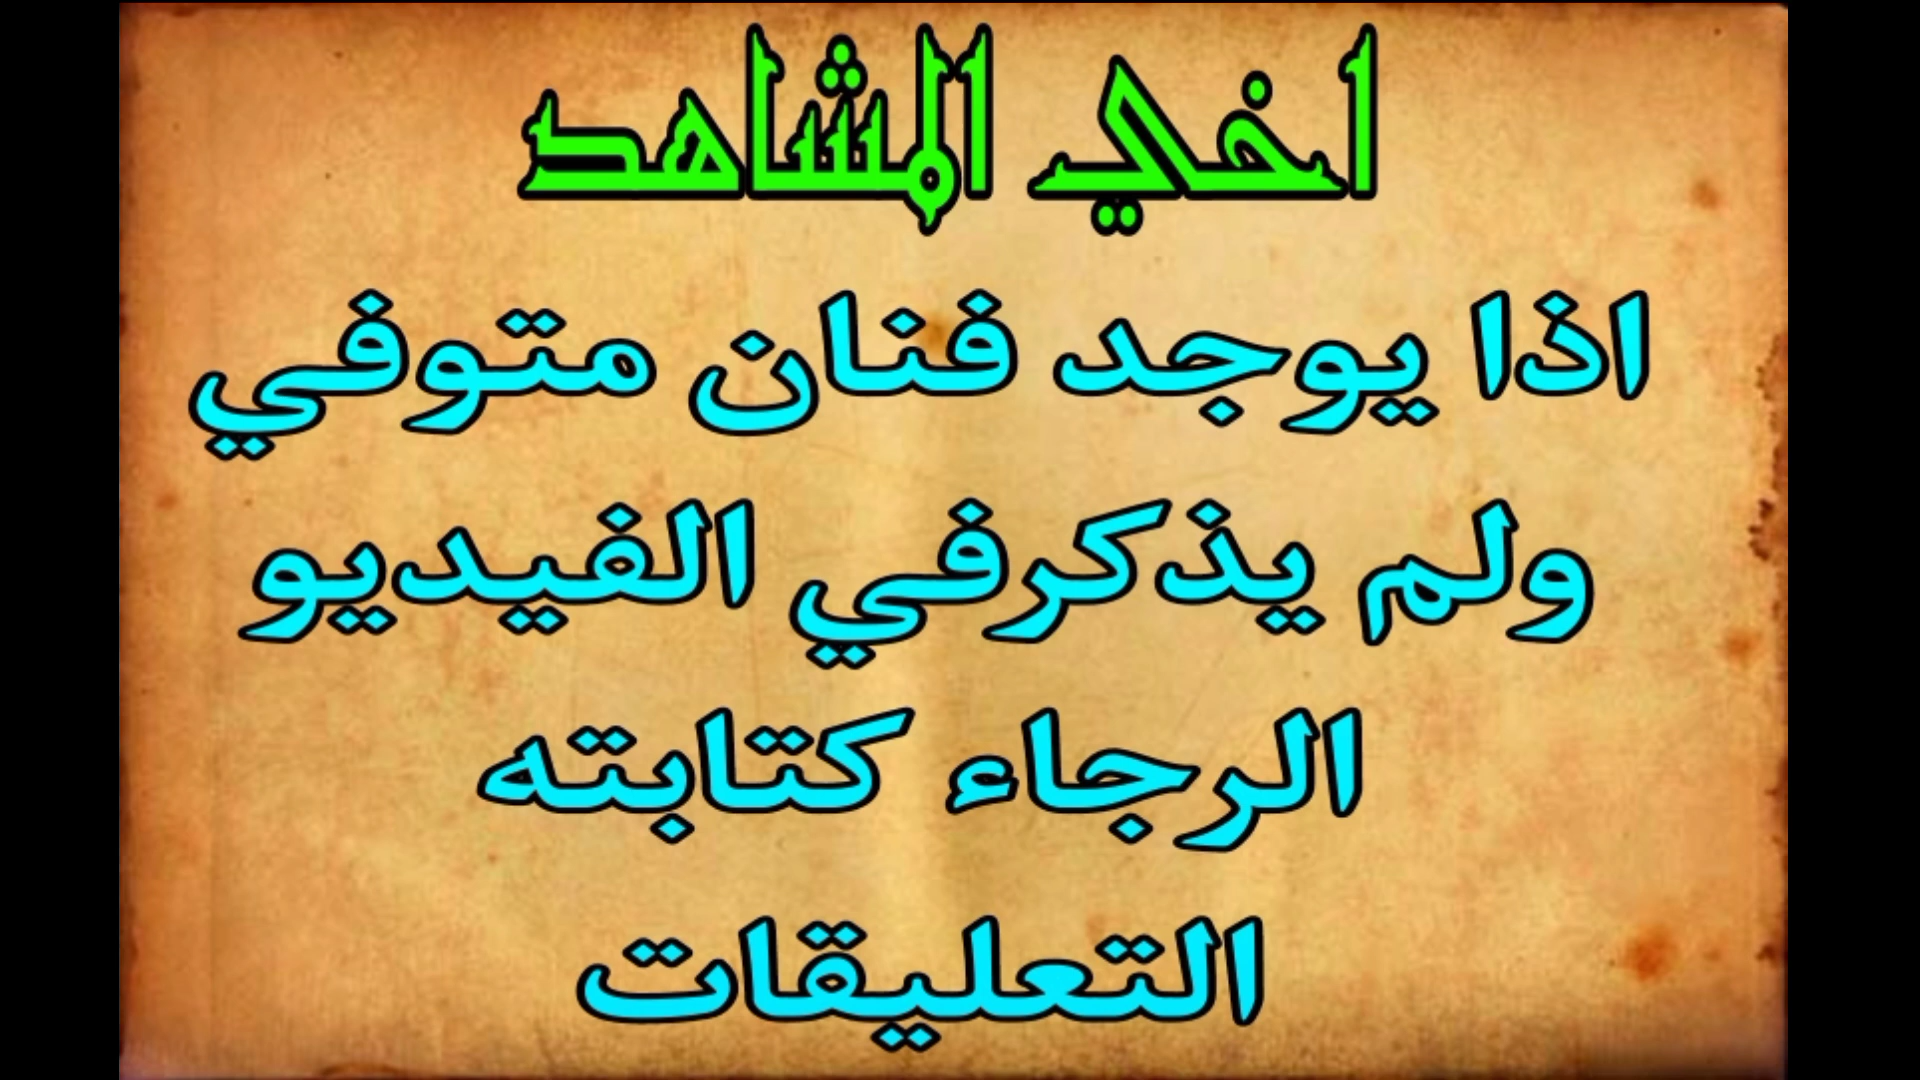 اخي المشاهد
اذا يوجد فنان متوفي
ولم يذكرفي الفيديو
الرجاء كتابته
التعليقات